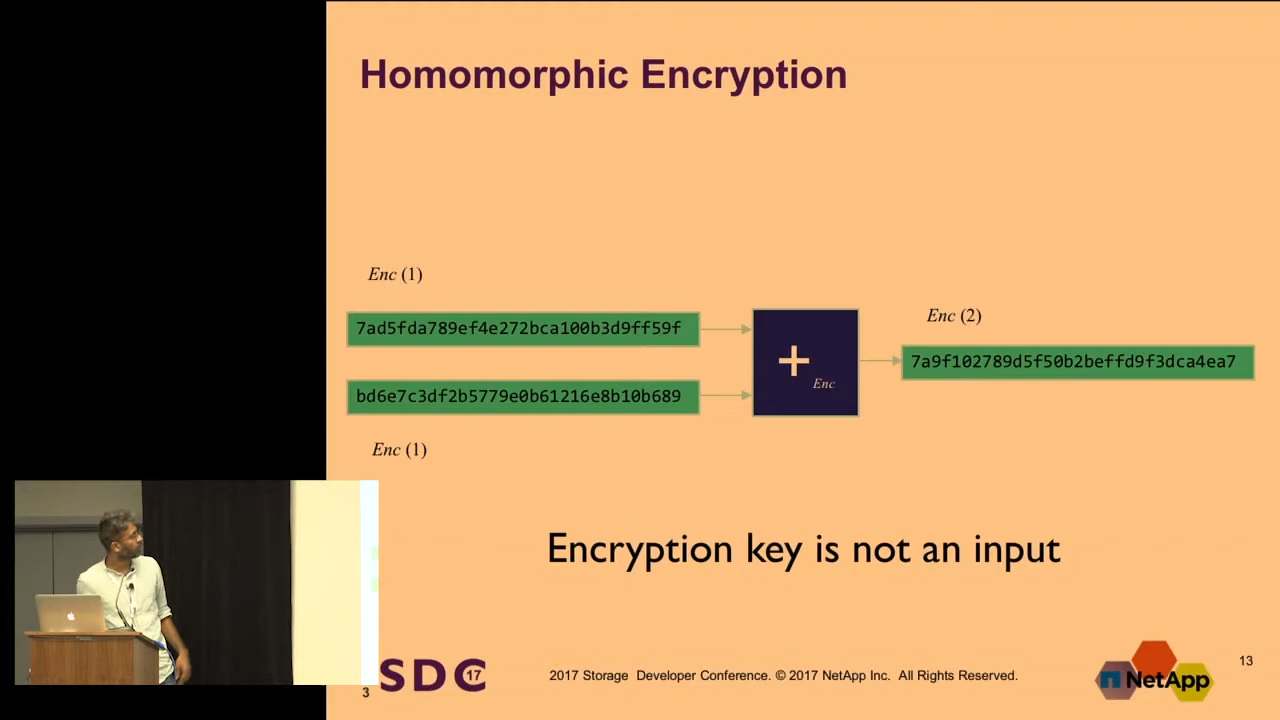 Homomorphic Encryption
Enc (1)
7ad5fda789ef4e272bca100b3d9ff59f
bd6e7c3df2b5779e0b61216e8b10b689
Enc (1)
+
Enc
Enc (2)
7a9f102789d5f50b2beffd9f3dca4ea7
Encryption key is not an input
3
SDC
17
2017 Storage Developer Conference. © 2017 NetApp Inc. All Rights Reserved.
n NetApp
13